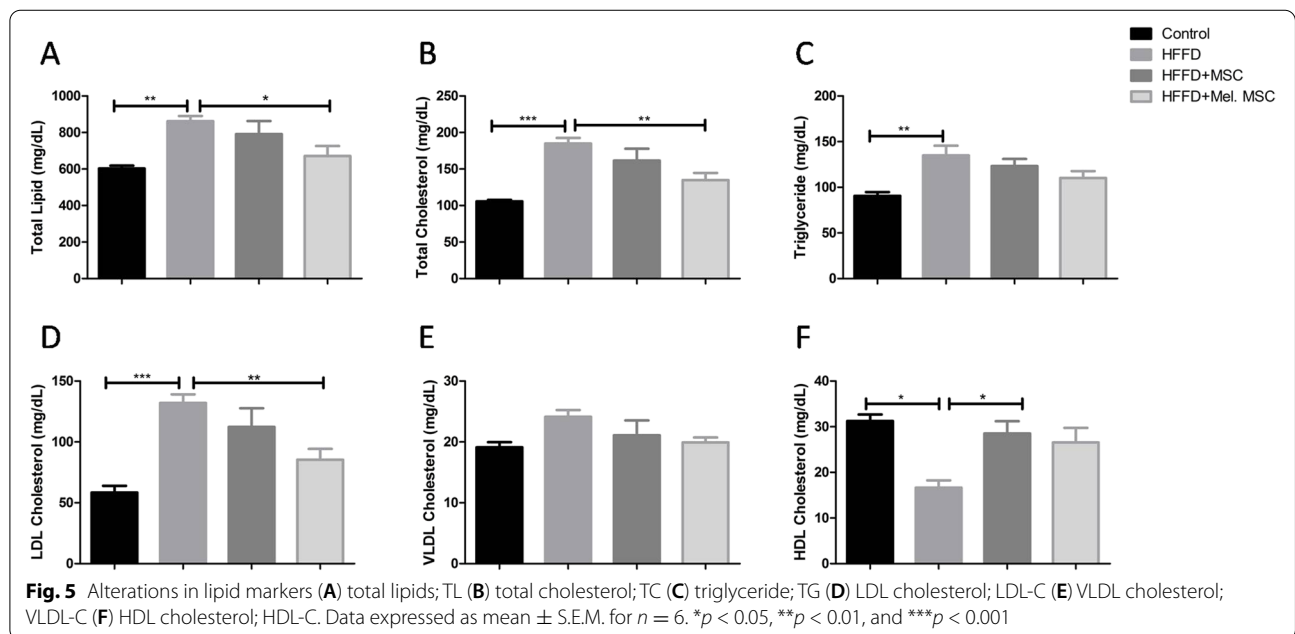 Control
HFFD
HFFD+MSC
HFFD+Mel. MSC
A
Total Lipid (mg/dL)
1000
800
600
400
200
0
**
*
B
Total Cholesterol (mg/dL)
250
200
150
100
50
0
***
**
C
Triglyceride (mg/dL)
200
150
100
50
0
**
D
LDL Cholesterol (mg/dL)
150
100
50
0
***
**
E
VLDL Cholesterol (mg/dL)
30
20
10
0
F
HDL Cholesterol (mg/dL)
40
30
20
10
0
*
*
Fig. 5 Alterations in lipid markers (A) total lipids; TL (B) total cholesterol; TC (C) triglyceride; TG (D) LDL cholesterol; LDL-C (E) VLDL cholesterol;
VLDL-C (F) HDL cholesterol; HDL-C. Data expressed as mean ± S.E.M. for n = 6. *p < 0.05, **p < 0.01, and ***p < 0.001